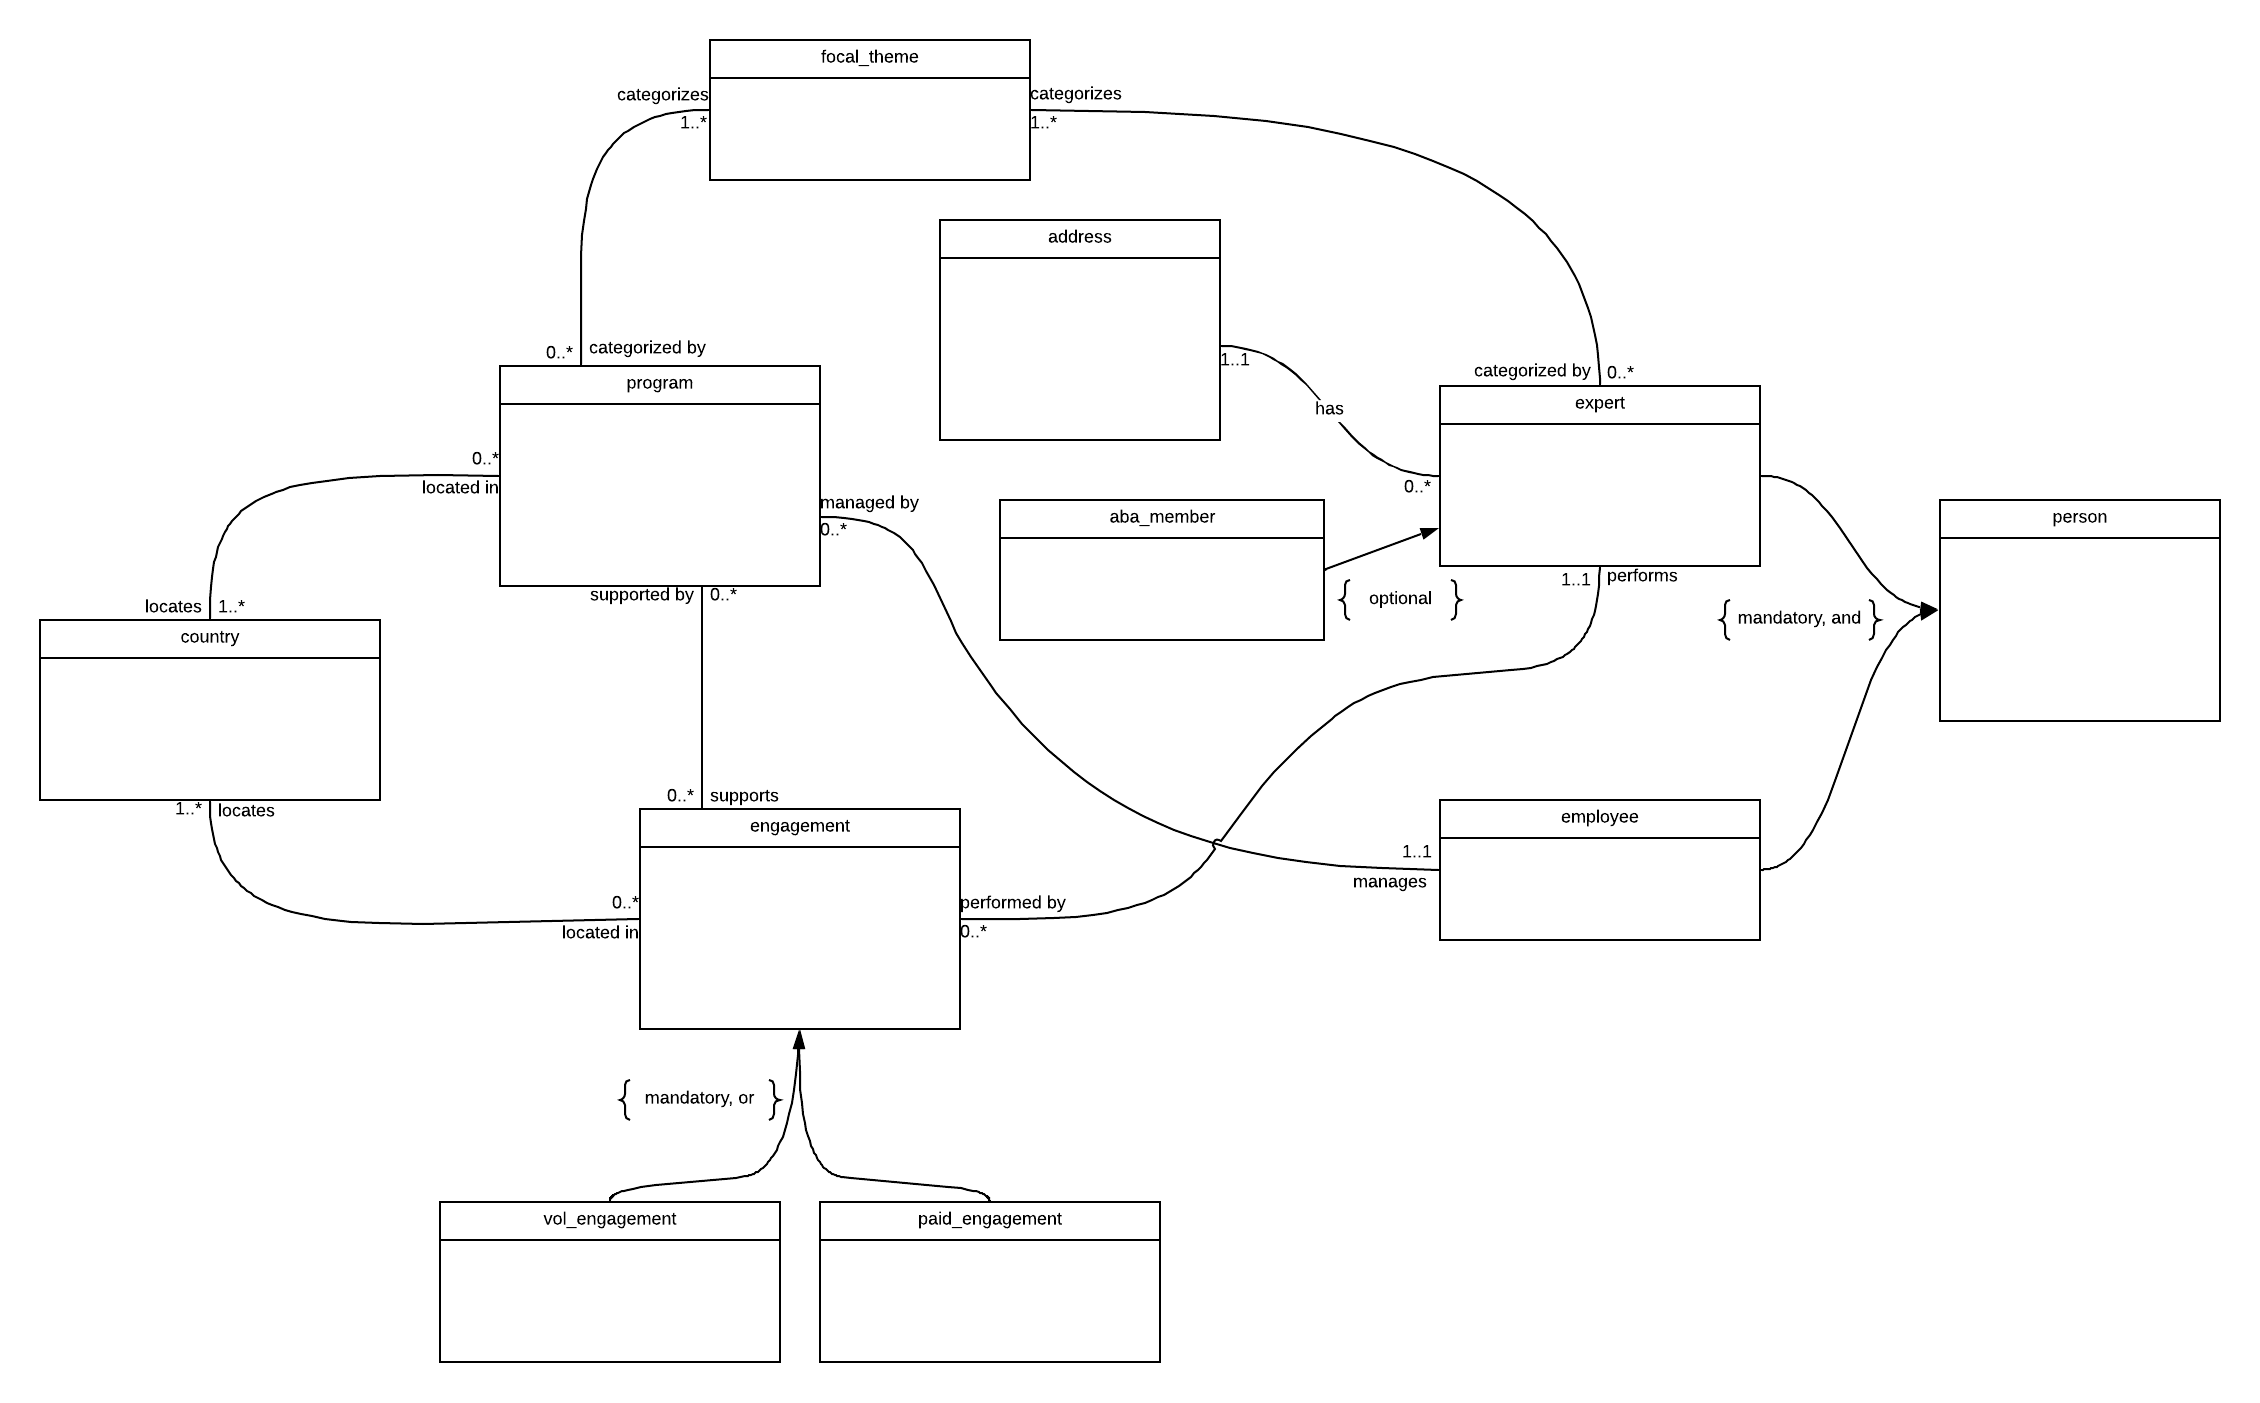 focal_theme
categorizes
1..*
categorizes
1..*
address
0..*
categorized by
program
1..1
has
categorized by
0..*
expert
0..*
located in
0..*
managed by
0..*
aba_member
person
{ optional }
supported by
0..*
1..1
performs
{ mandatory, and }
locates
1..*
country
0..*
supports
1..*
locates
engagement
employee
1..1
manages
0..*
located in
performed by
0..*
{ mandatory, or }
vol_engagement
paid_engagement